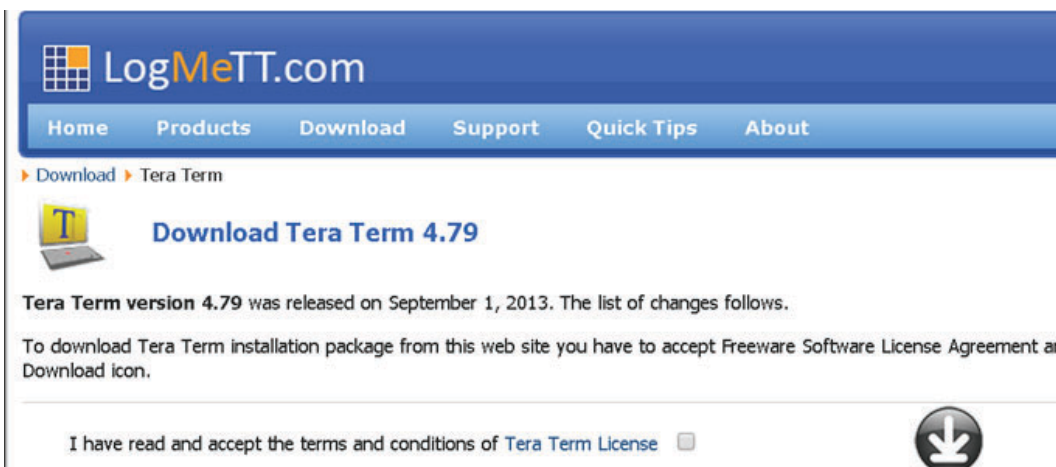 LogMeTT.com
Home Products Download Support Quick Tips About
Download Tera Term
T
Download Tera Term 4.79
Tera Term version 4.79 was released on September 1, 2013. The list of changes follows.
To download Tera Term installation package from this web site you have to accept Freeware Software License Agreement
Download icon.
I have read and accept the terms and conditions of Tera Term License